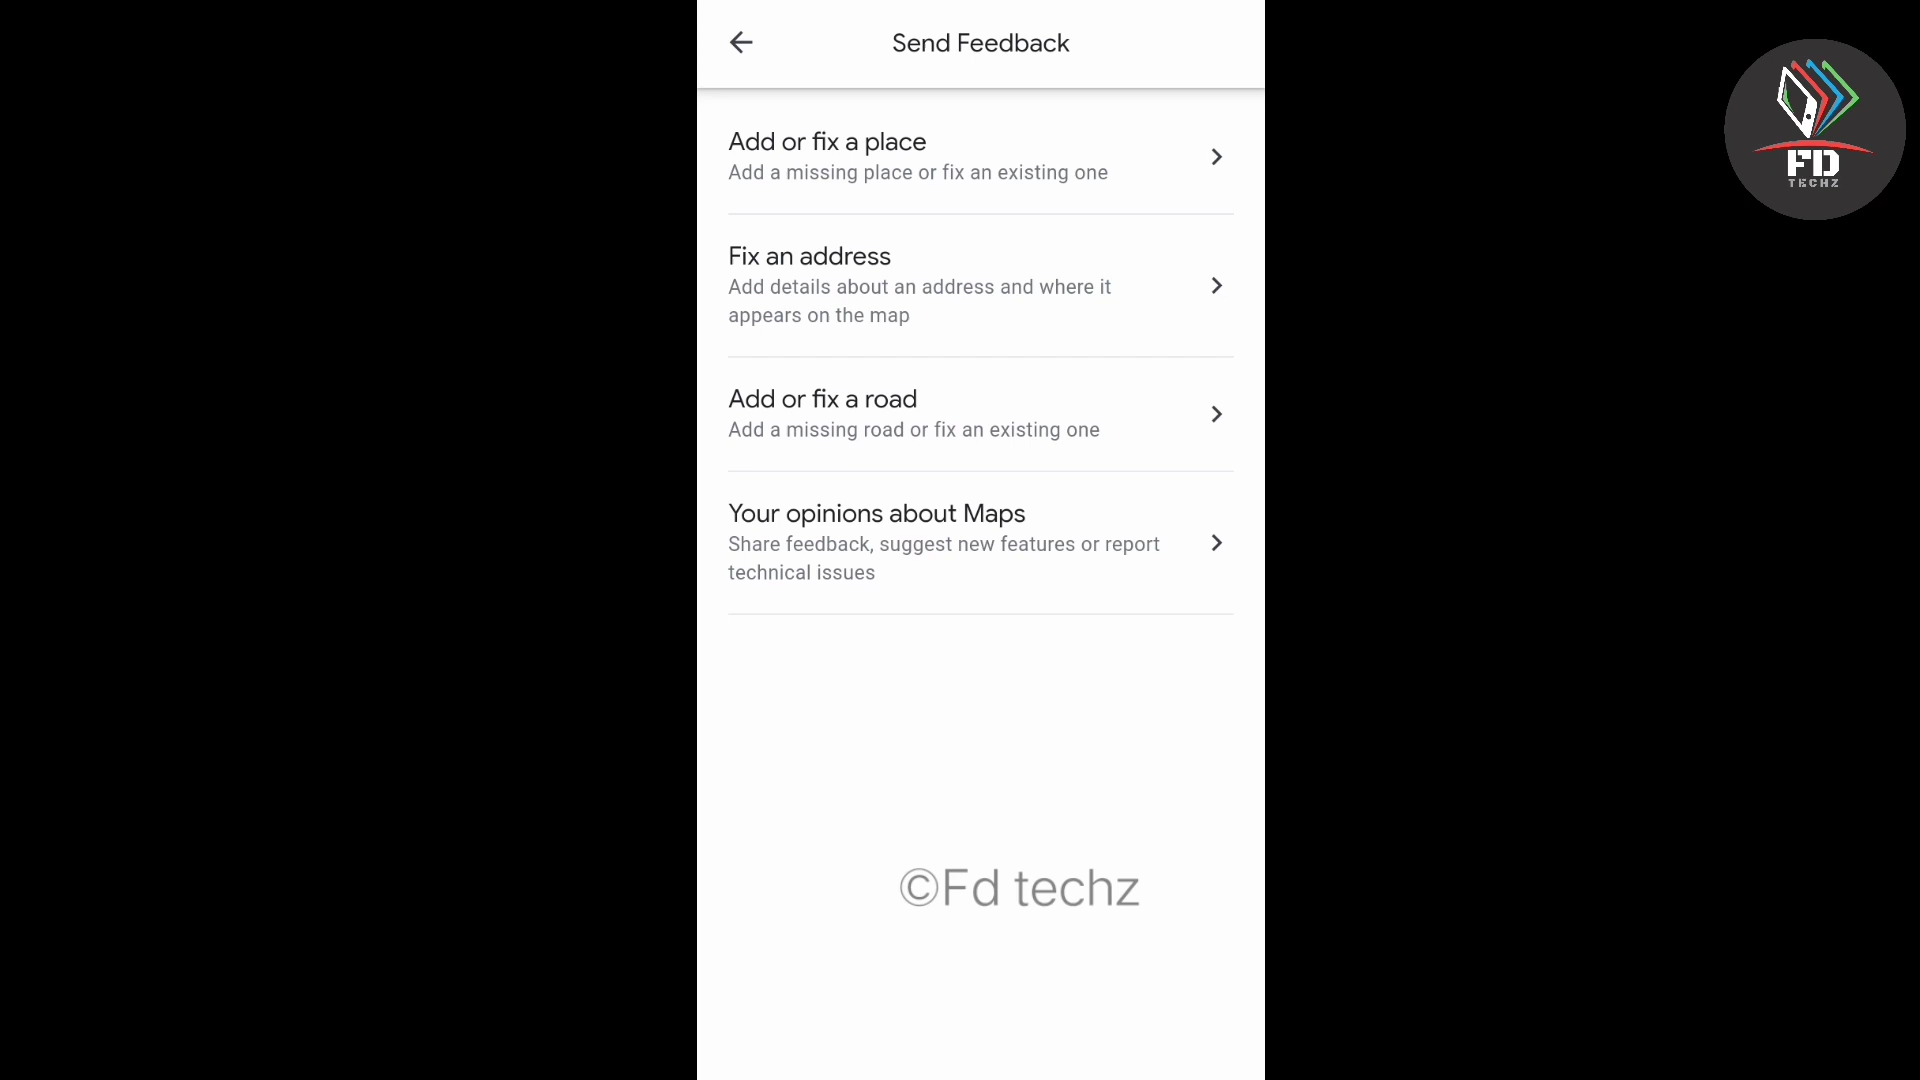 Send Feedback
Add or fix a place
Add a missing place or fix an existing one
Fix an address
Add details about an address and where it
appears on the map
Add or fix a road
Add a missing road or fix an existing one
Your opinions about Maps
Share feedback, suggest new features or report
technical issues
©Fd techz
FD
TECHZ